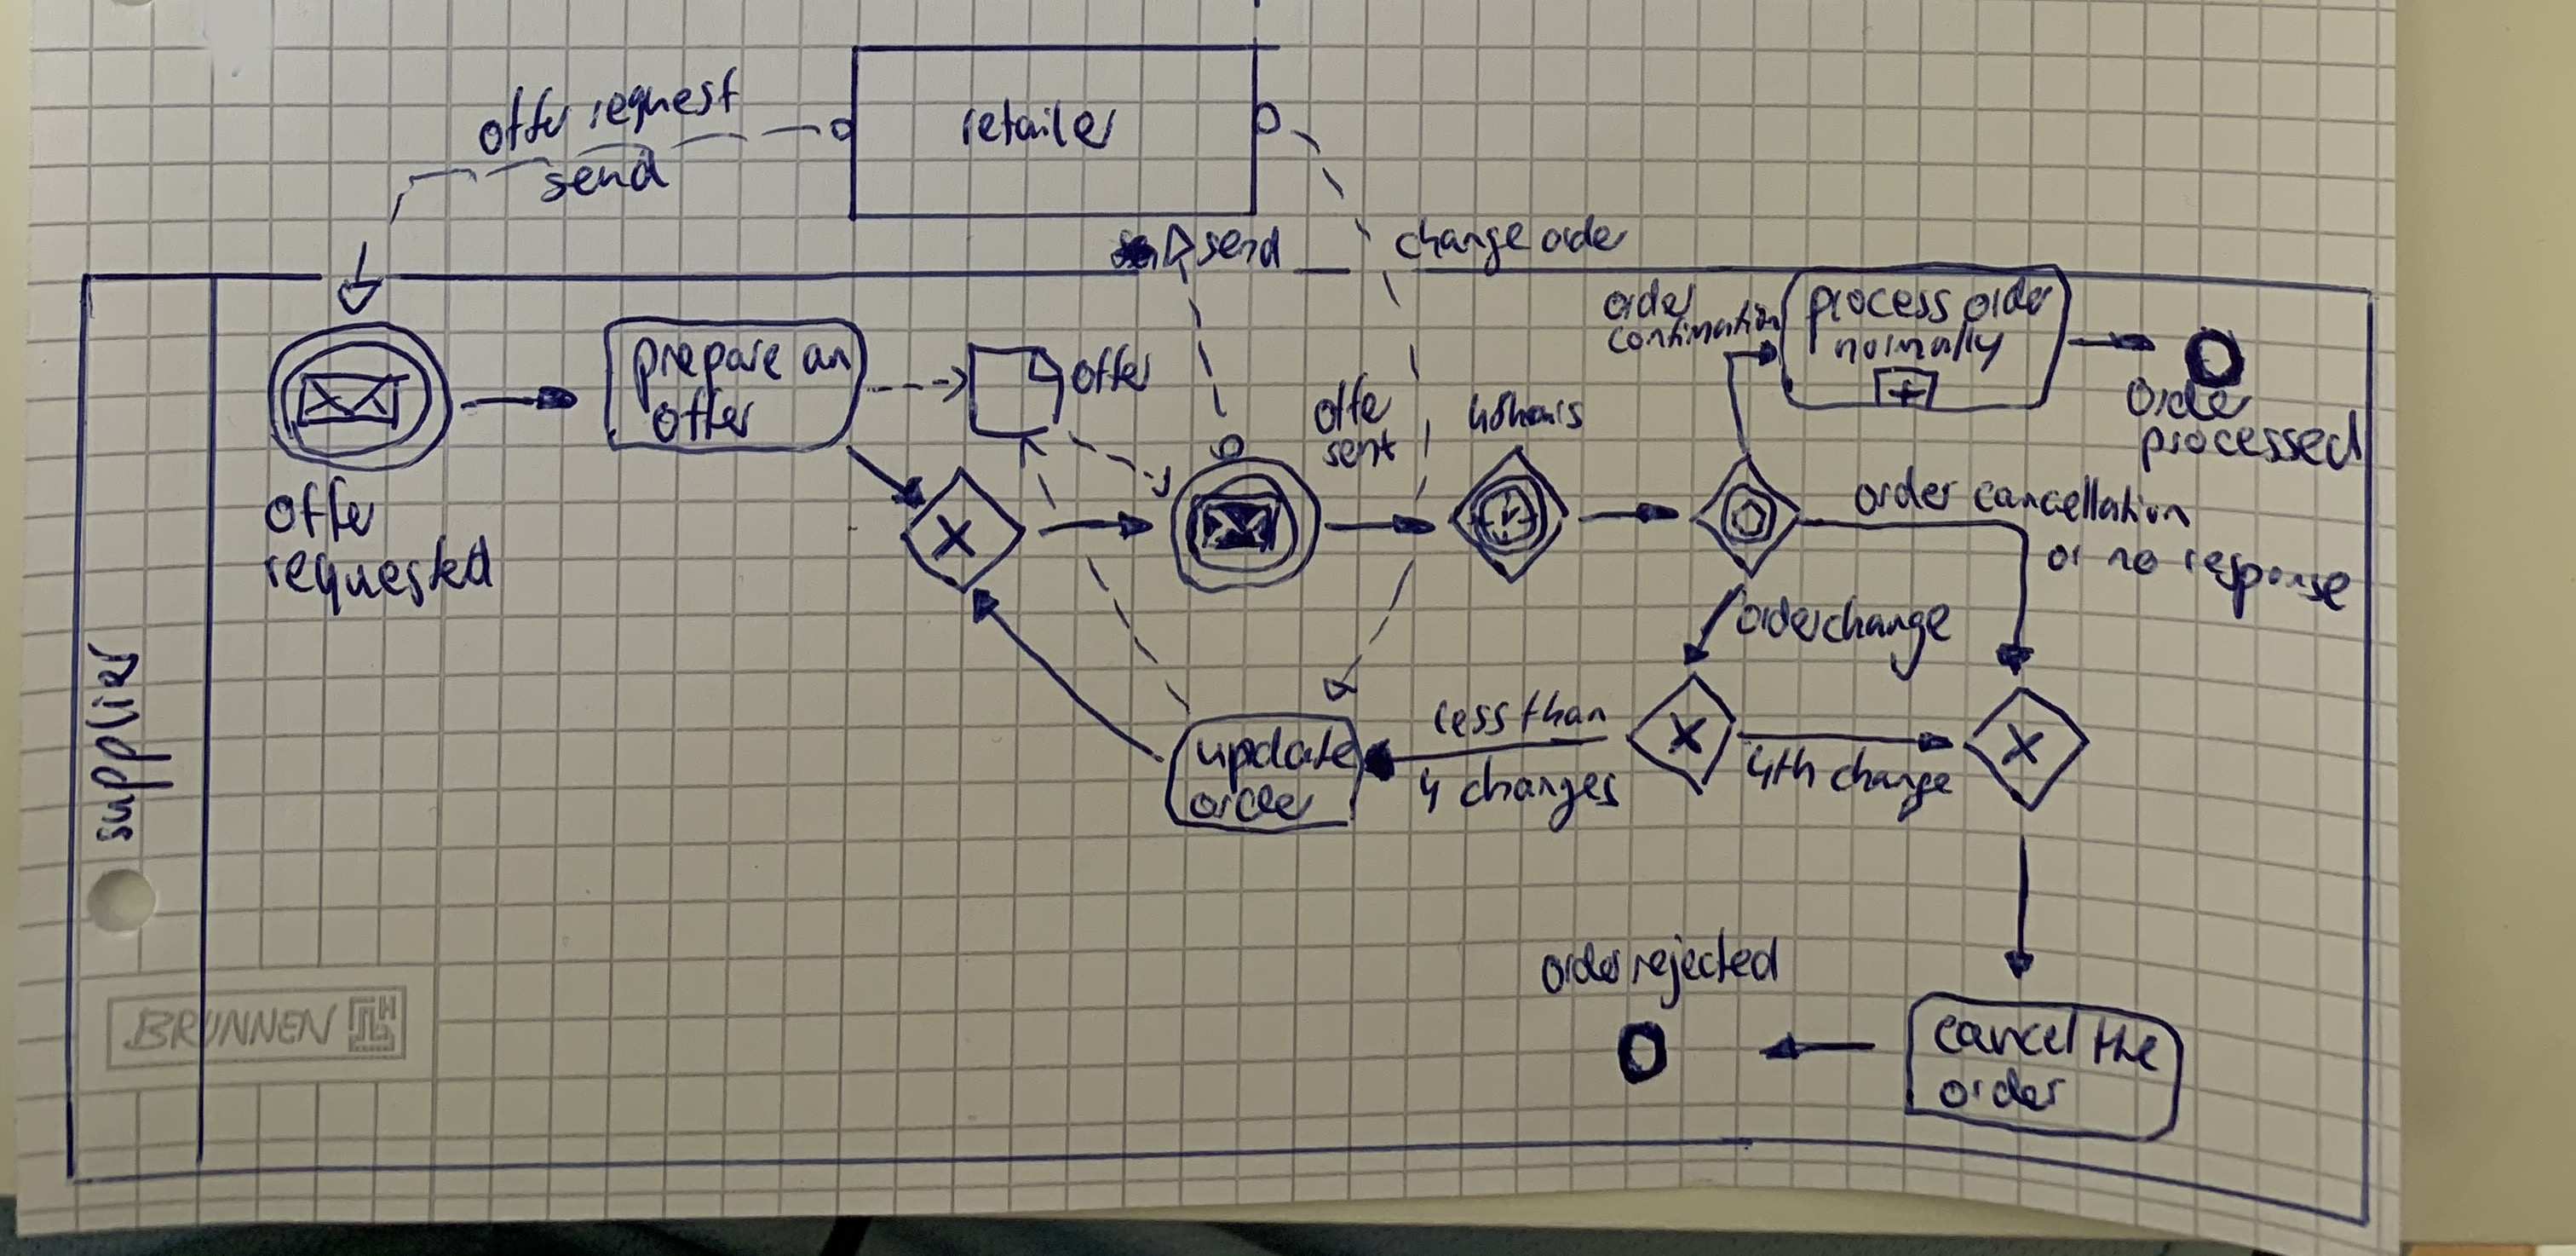 offer request
send
retailer
send
change order
order
confirmation
process order
normally
prepare an
offer
offer
offer
sent
48hours
order
processed
offer
requested
order cancellation
or no response
orderchange
supplier
less than
4 changes
update
order
4th change
order rejected
cancel the
order
BRUNNEN